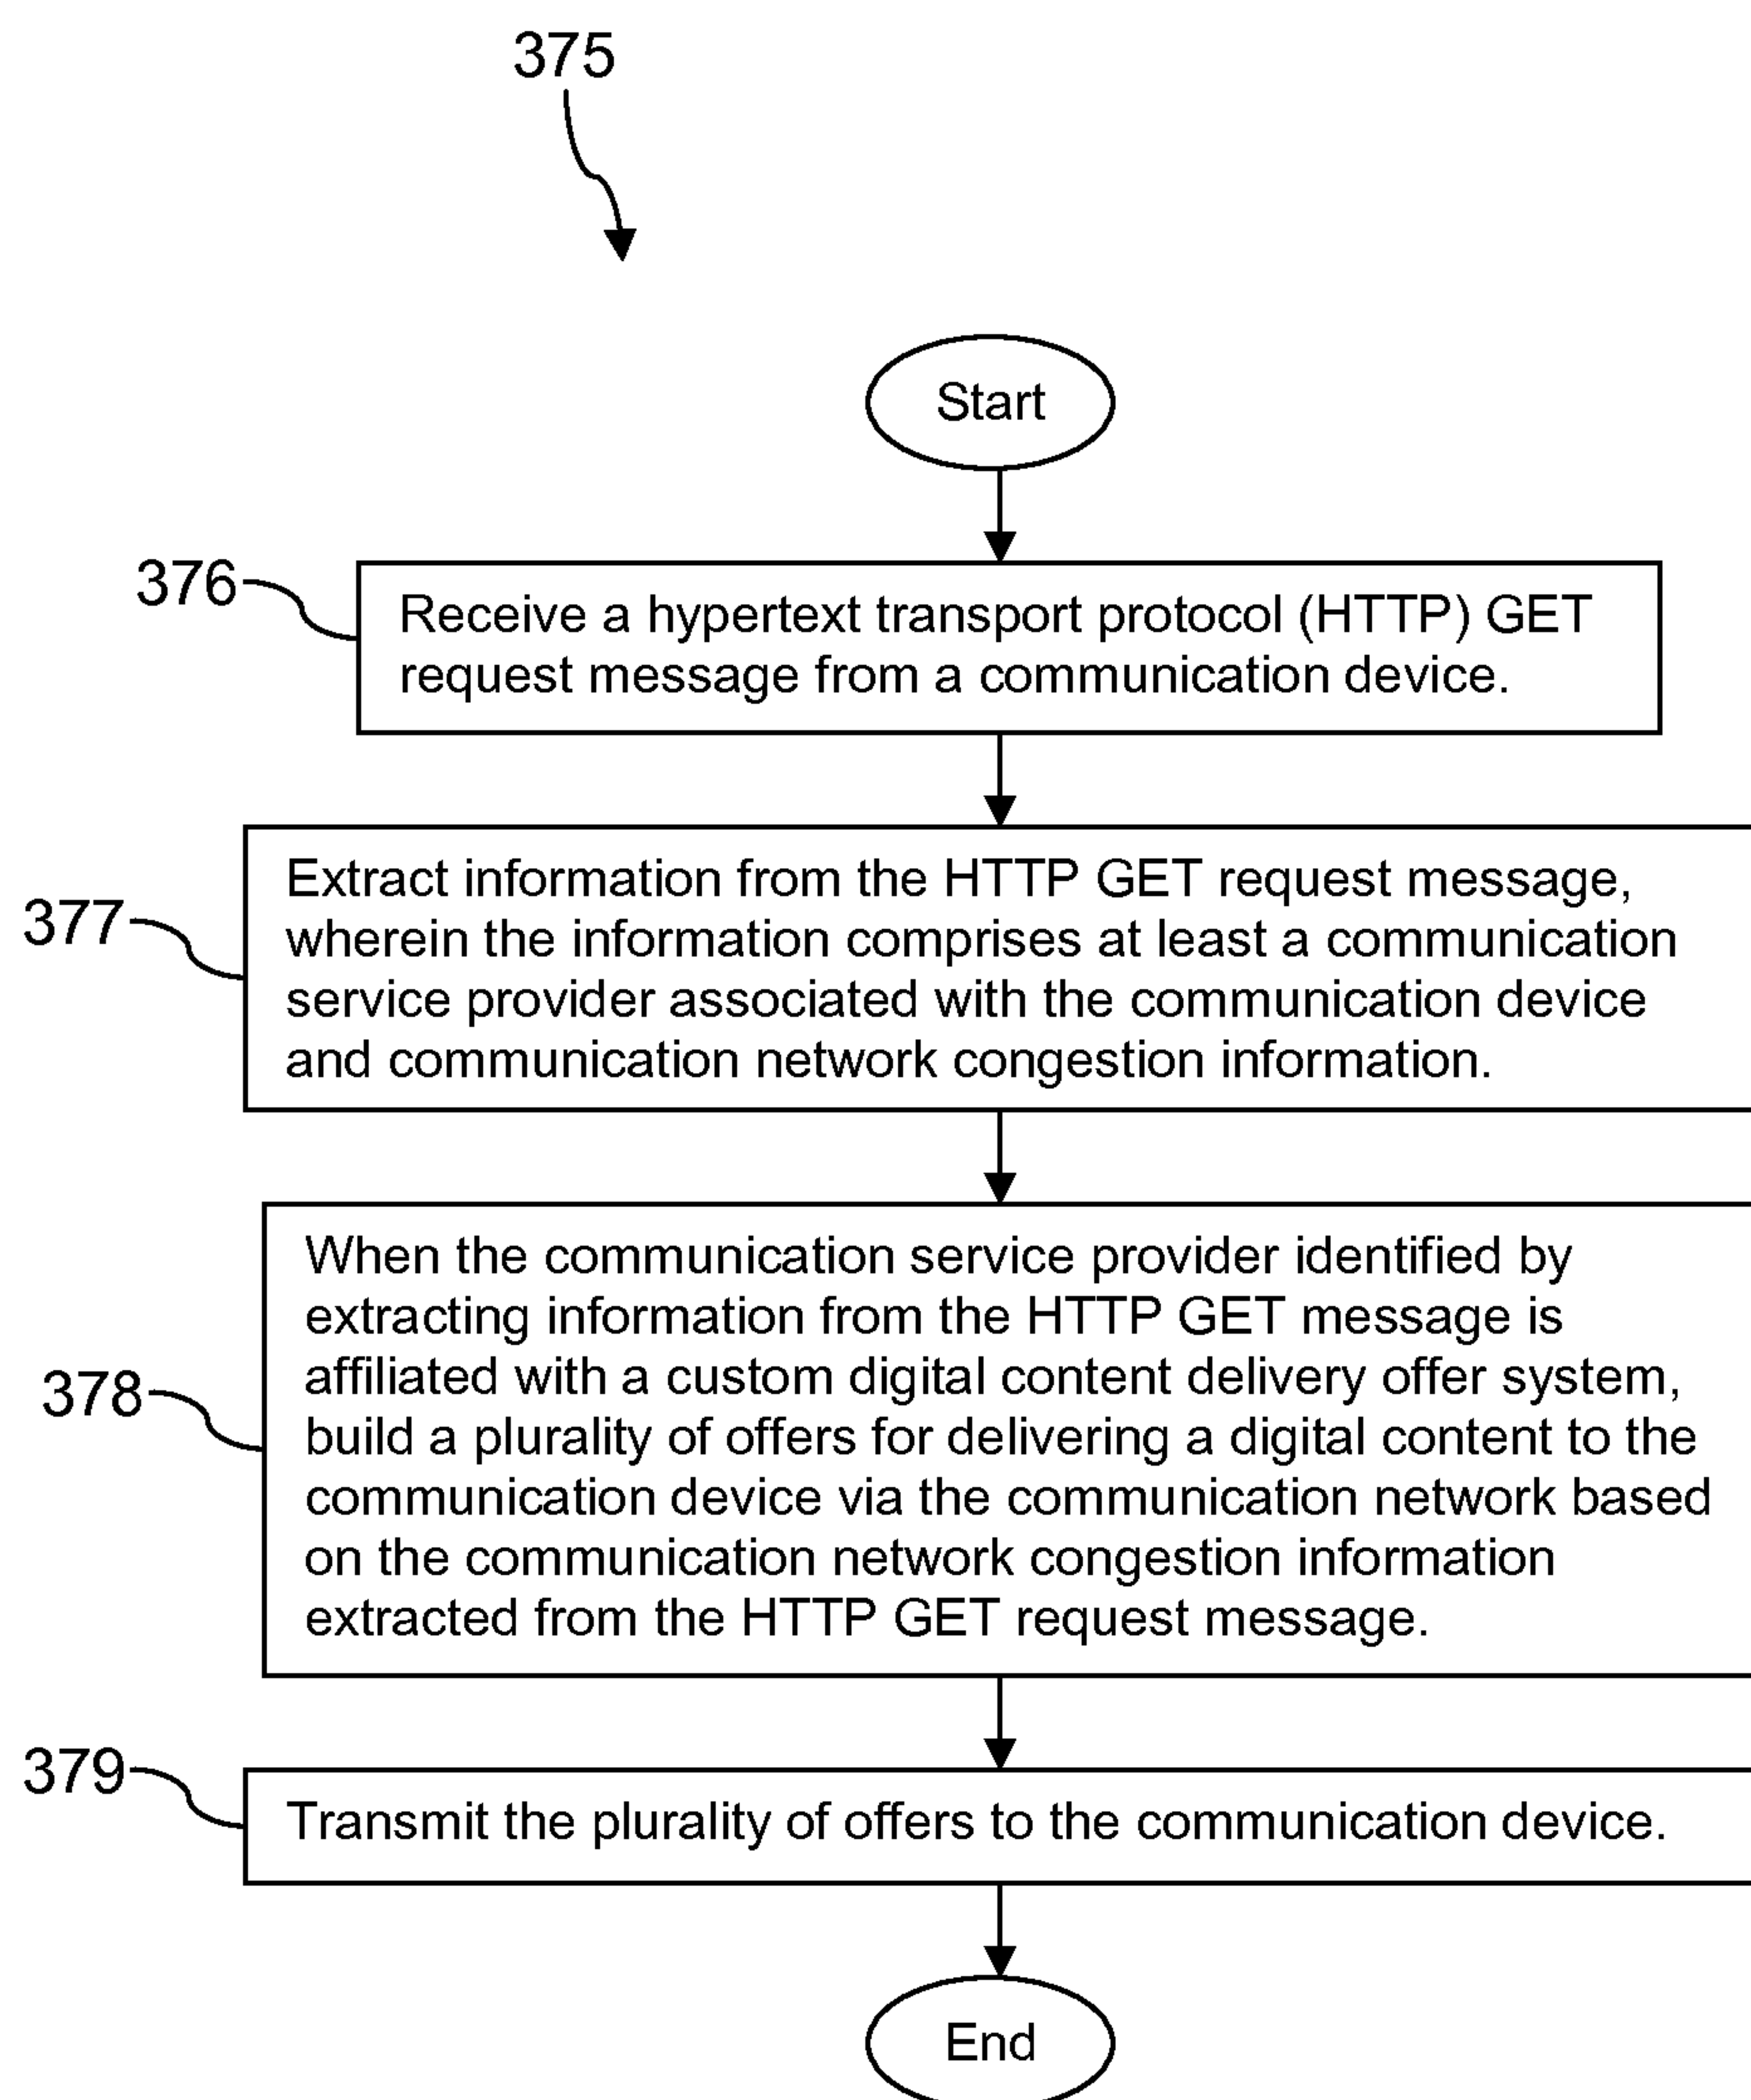 375
Start
376
Receive a hypertext transport protocol (HTTP) GET
request message from a communication device.
377
Extract information from the HTTP GET request message,
wherein the information comprises at least a communication
service provider associated with the communication device
and communication network congestion information.
378
When the communication service provider identified by
extracting information from the HTTP GET message is
affiliated with a custom digital content delivery offer system,
build a plurality of offers for delivering a digital content to the
communication device via the communication network based
on the communication network congestion information
extracted from the HTTP GET request message.
379
Transmit the plurality of offers to the communication device.
End